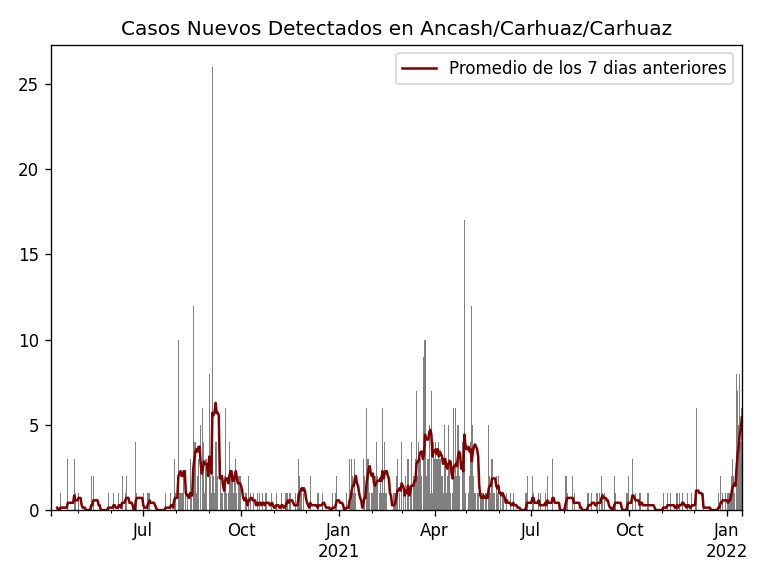 Casos Nuevos Detectados en Ancash/Carhuaz/Carhuaz
Promedio de los 7 dias anteriores
25
20
15
10
5
0
Jul Oct Jan Apr Jul Oct Jan
2021 2022